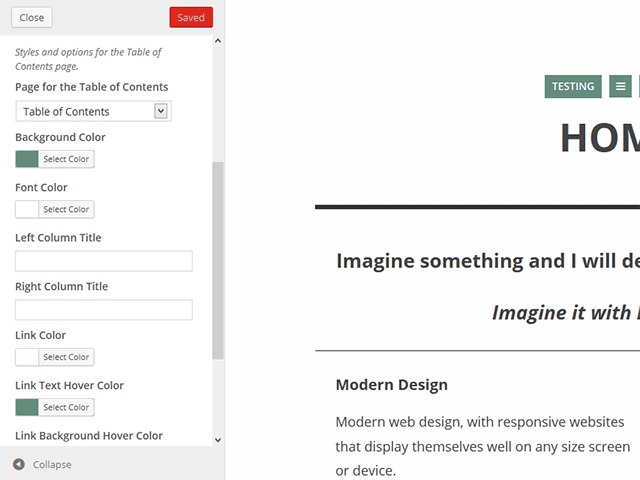 Close
Saved
Styles and options for the Table of
Contents page.
Page for the Table of Contents
Table of Contents
Background Color
Select Color
Font Color
Select Color
Left Column Title
Right Column Title
Link Color
Select Color
Link Text Hover Color
Select Color
Link Background Hover Color
Collapse
TESTING
HOM
Imagine something and I will de
Imagine it with
Modern Design
Modern web design, with responsive websites
that display themselves well on any size screen
or device.